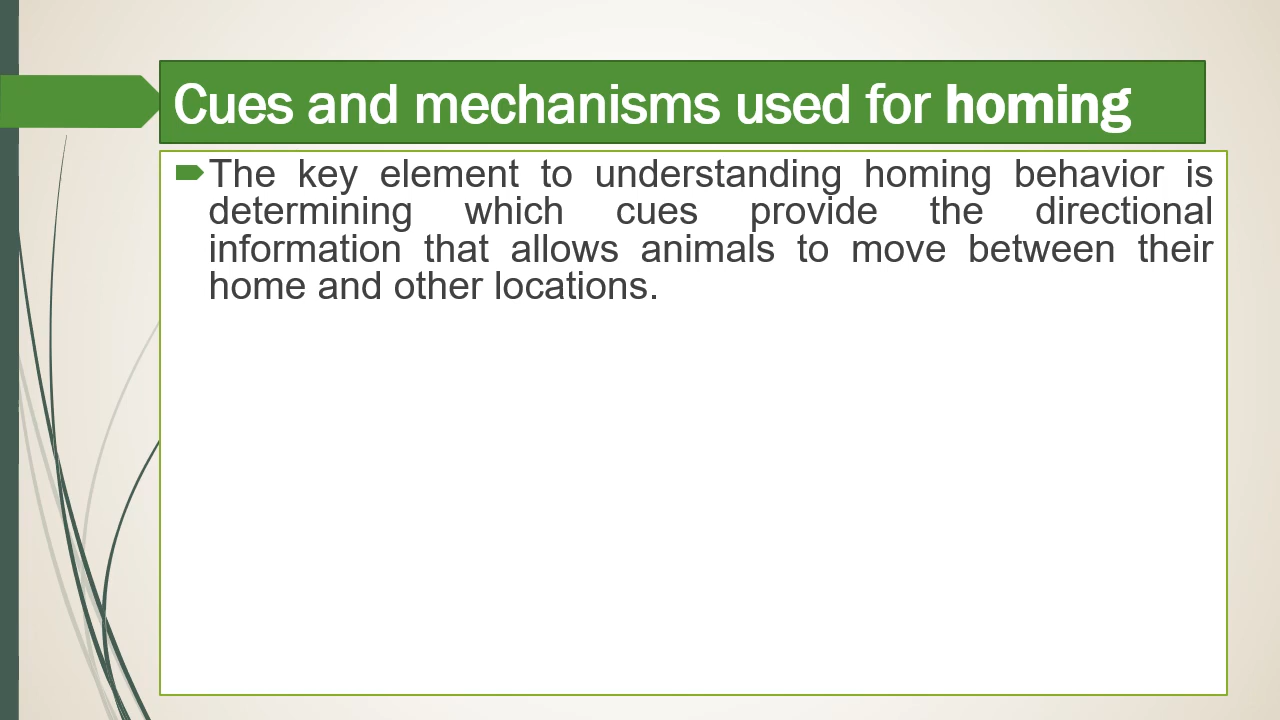 Cues and mechanisms used for homing
The key element to understanding homing behavior is
determining which cues provide the directional
information that allows animals to move between their
home and other locations.